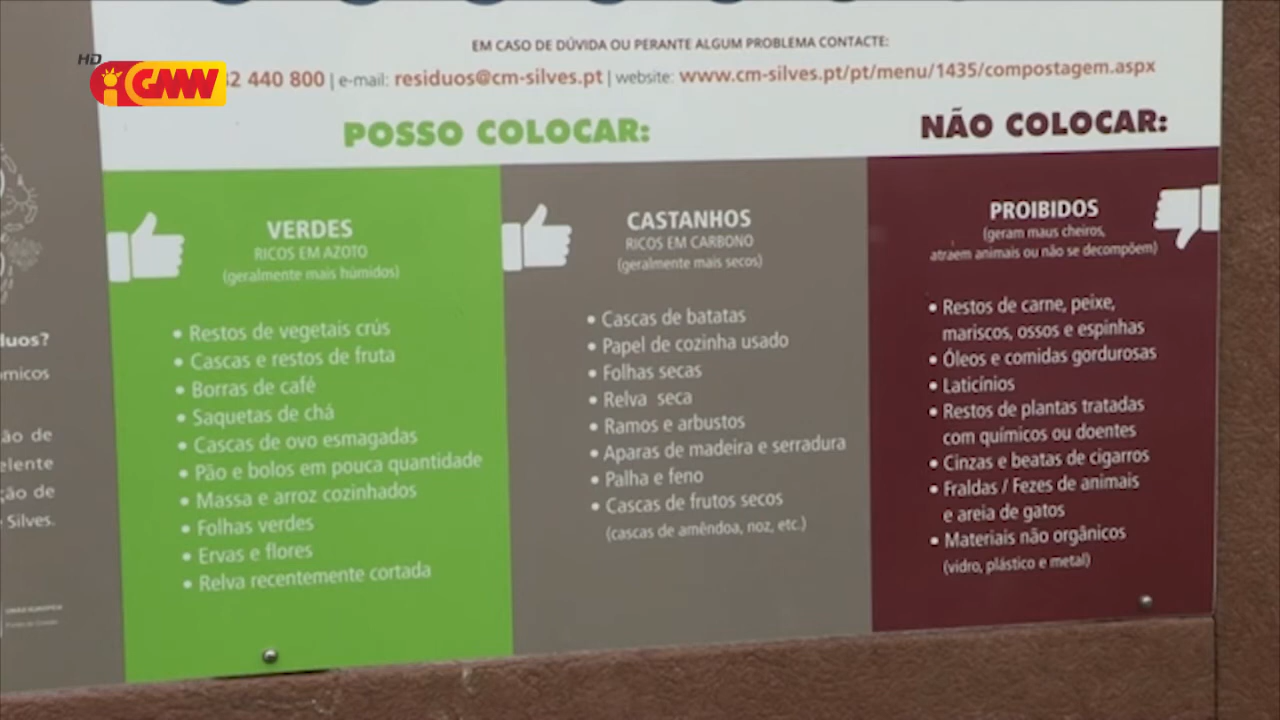 HD
iGMW
EM CASO DE DÚVIDA OU PERANTE ALGUM PROBLEMA CONTACTE:
440 800 | e-mail: residuos@cm-silves.pt | website: www.cm-silves.pt/pt/menu/1435/compostagem.aspx
POSSO COLOCAR:
VERDES
RICOS EM AZOTO
(geralmente mais húmidos)
• Restos de vegetais crús
• Cascas e restos de fruta
• Borras de café
• Saquetas de chá
• Cascas de ovo esmagadas
• Pão e bolos em pouca quantidade
• Massa e arroz cozinhados
• Folhas verdes
• Ervas e flores
• Relva recentemente cortada
CASTANHOS
RICOS EM CARBONO
(geralmente mais secos)
• Cascas de batatas
• Papel de cozinha usado
• Folhas secas
• Relva seca
• Ramos e arbustos
• Aparas de madeira e serradura
• Palha e feno
• Cascas de frutos secos
(cascas de amêndoa, noz, etc.)
NÃO COLOCAR:
PROIBIDOS
(geram maus cheiros,
atraem animais ou não se decompõem)
• Restos de carne, peixe,
mariscos, ossos e espinhas
• Óleos e comidas gordurosas
• Laticínios
• Restos de plantas tratadas
com químicos ou doentes
• Cinzas e beatas de cigarros
• Fraldas / Fezes de animais
e areia de gatos
• Materiais não orgânicos
(vidro, plástico e metal)
duos?
ómicos
ão de
elente
ção de
Silves.